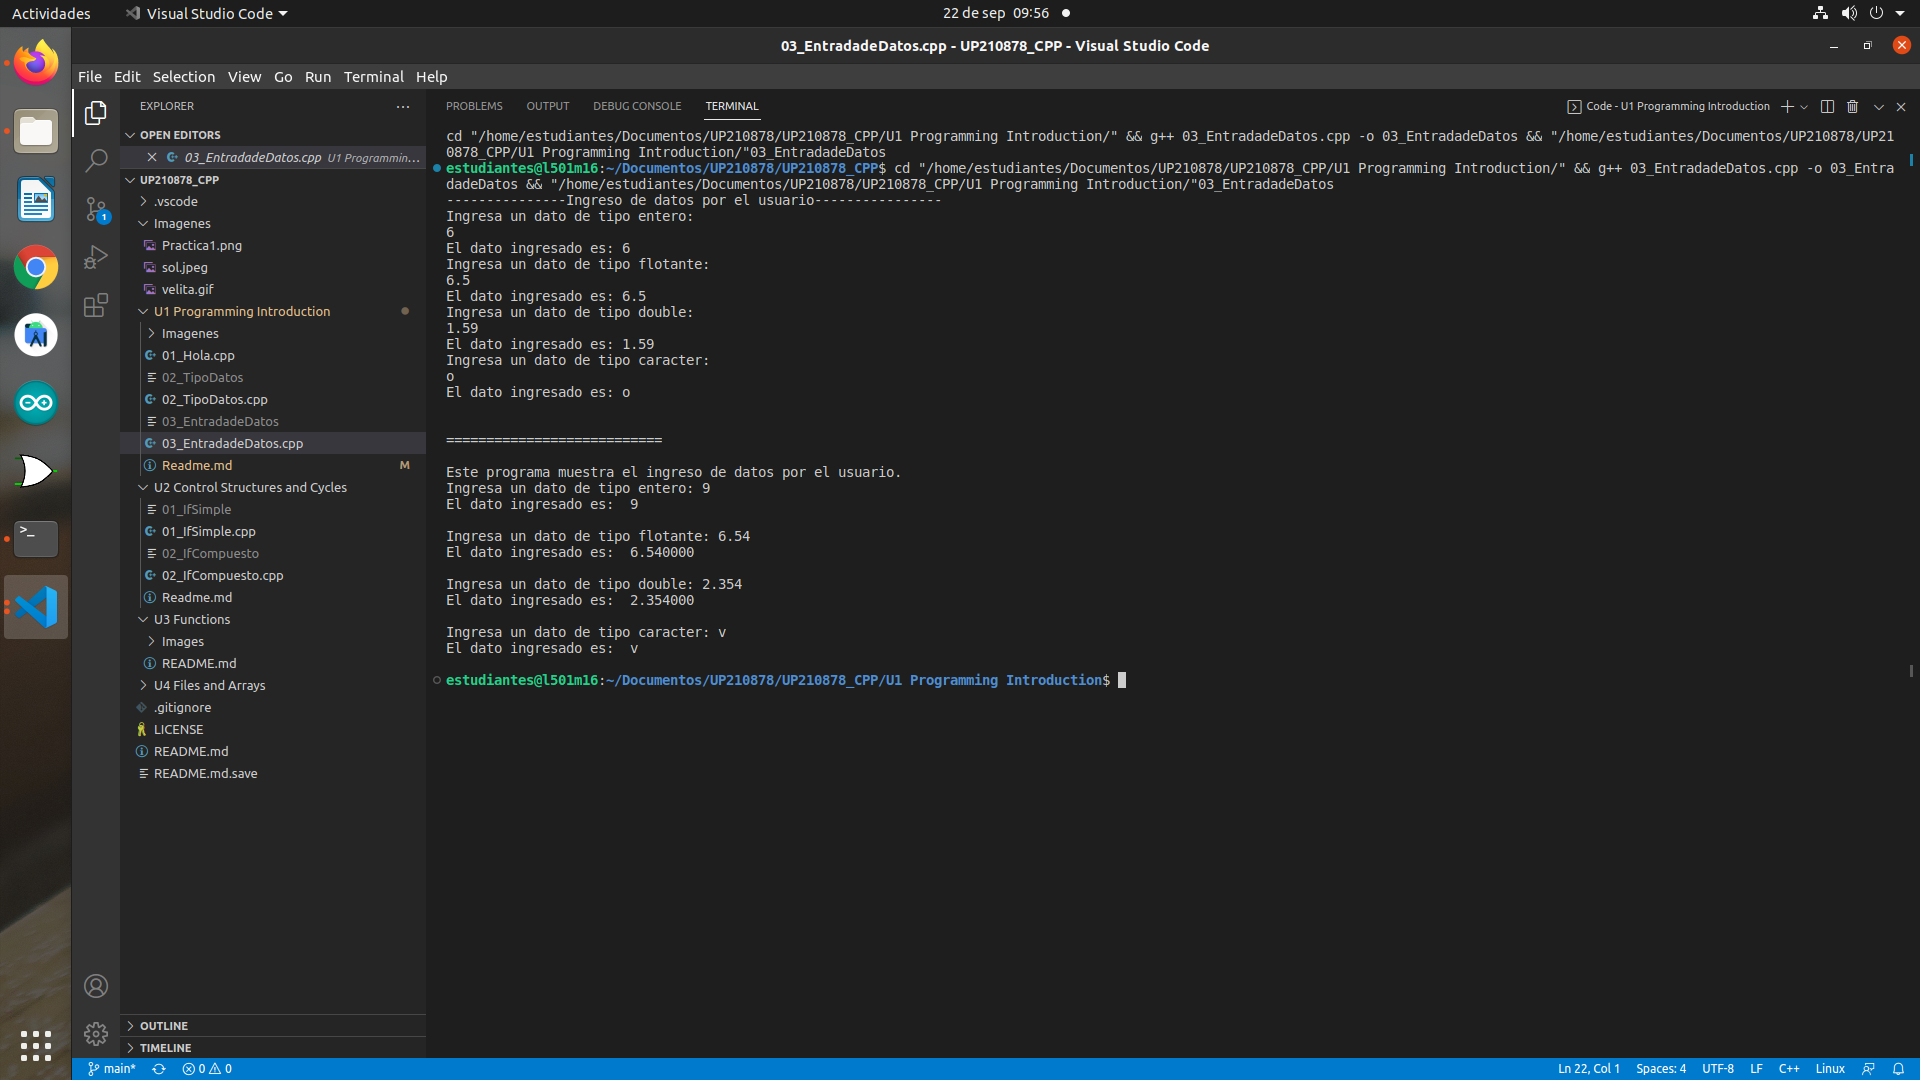 Actividades
Visual Studio Code
22 de sep 09:56
03_EntradadeDatos.cpp - UP210878_CPP - Visual Studio Code
File Edit Selection View Go Run Terminal Help
EXPLORER
OPEN EDITORS
03_EntradadeDatos.cpp U1 Programmin...
UP210878_CPP
.vscode
Imagenes
Practica1.png
sol.jpeg
velita.gif
U1 Programming Introduction
Imagenes
01_Hola.cpp
02_TipoDatos
02_TipoDatos.cpp
03_EntradadeDatos
03_EntradadeDatos.cpp
Readme.md M
U2 Control Structures and Cycles
01_IfSimple
01_IfSimple.cpp
02_IfCompuesto
02_IfCompuesto.cpp
Readme.md
U3 Functions
Images
README.md
U4 Files and Arrays
.gitignore
LICENSE
README.md
README.md.save
OUTLINE
TIMELINE
1
PROBLEMS OUTPUT DEBUG CONSOLE TERMINAL
Code - U1 Programming Introduction
cd "/home/estudiantes/Documentos/UP210878/UP210878_CPP/U1 Programming Introduction/" && g++ 03_EntradadeDatos.cpp -o 03_EntradadeDatos && "/home/estudiantes/Documentos/UP210878/UP21
0878_CPP/U1 Programming Introduction/"03_EntradadeDatos
estudiantes@l501m16:~/Documentos/UP210878/UP210878_CPP$ cd "/home/estudiantes/Documentos/UP210878/UP210878_CPP/U1 Programming Introduction/" && g++ 03_EntradadeDatos.cpp -o 03_Entra
dadeDatos && "/home/estudiantes/Documentos/UP210878/UP210878_CPP/U1 Programming Introduction/"03_EntradadeDatos
---------------Ingreso de datos por el usuario----------------
Ingresa un dato de tipo entero:
6
El dato ingresado es: 6
Ingresa un dato de tipo flotante:
6.5
El dato ingresado es: 6.5
Ingresa un dato de tipo double:
1.59
El dato ingresado es: 1.59
Ingresa un dato de tipo caracter:
o
El dato ingresado es: o
===========================
Este programa muestra el ingreso de datos por el usuario.
Ingresa un dato de tipo entero: 9
El dato ingresado es:  9
Ingresa un dato de tipo flotante: 6.54
El dato ingresado es:  6.540000
Ingresa un dato de tipo double: 2.354
El dato ingresado es:  2.354000
Ingresa un dato de tipo caracter: v
El dato ingresado es:  v
estudiantes@l501m16:~/Documentos/UP210878/UP210878_CPP/U1 Programming Introduction$
main* 0 0
Ln 22, Col 1 Spaces: 4 UTF-8 LF C++ Linux